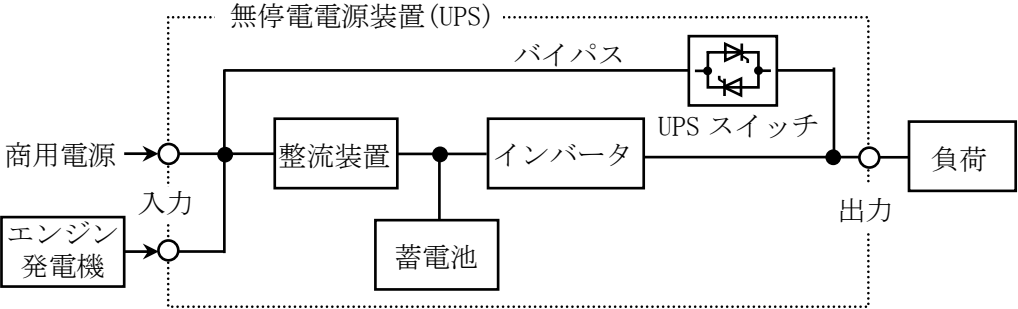 無停電電源装置(UPS)
バイパス
UPS スイッチ
商用電源
整流装置
インバータ
負荷
入力
出力
エンジン
発電機
蓄電池